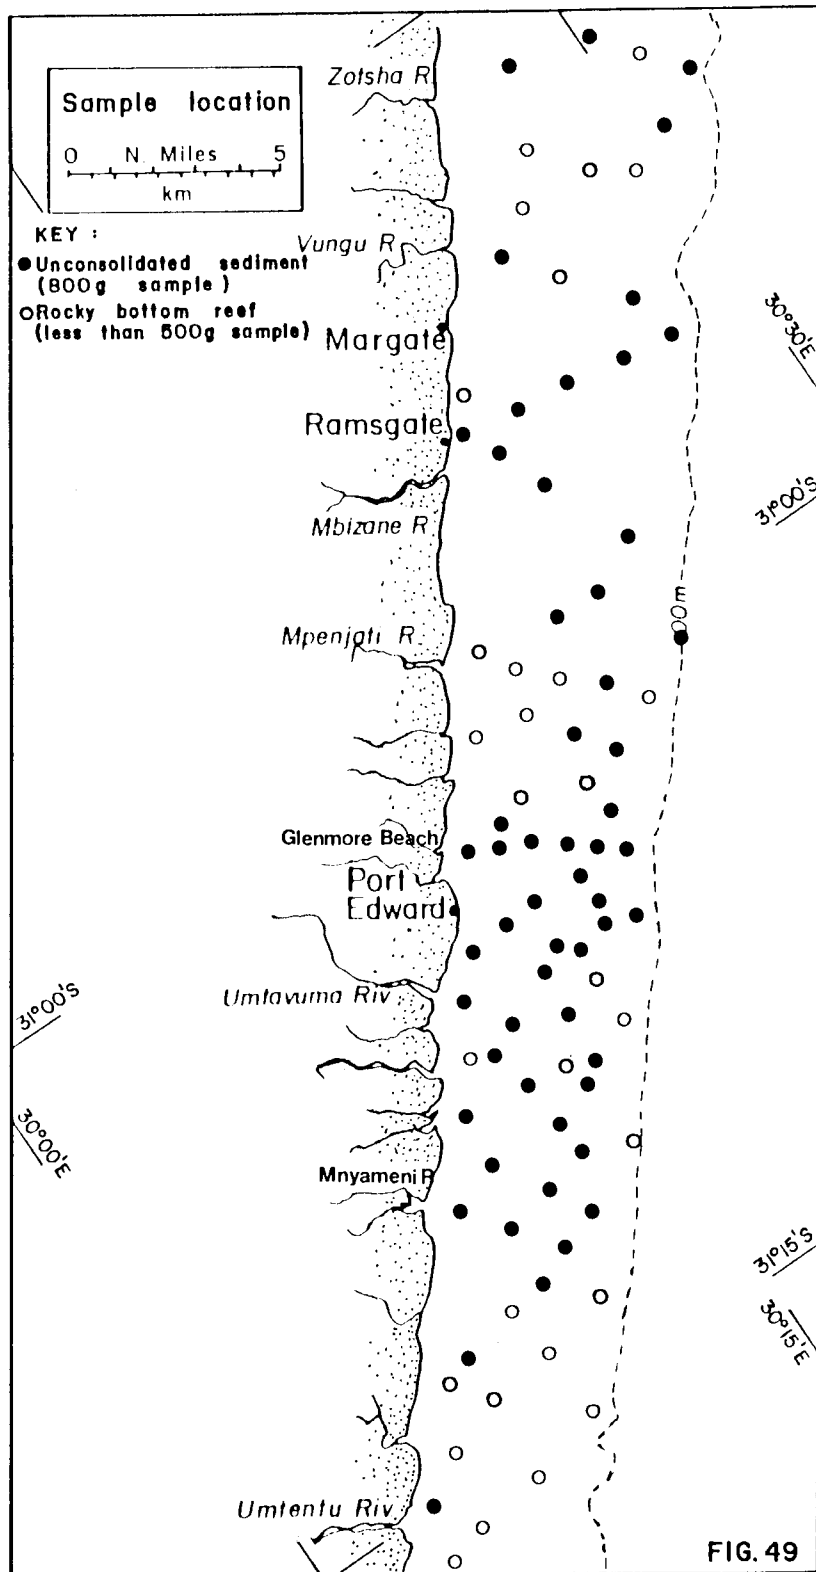 Zotsha R.
Sample location
0 N. Miles 5
km
KEY :
Unconsolidated sediment
(800g sample)
Rocky bottom reef
(less than 500g sample)
Vungu R.
Margate
30°30'E
Ramsgate
31°00'S
Mbizane R.
Mpenjati R.
Glenmore Beach
Port
Edward
Umtavuma Riv
31°00'S
30°00'E
Mnyameni R
31°15'S
30°15'E
Umtentu Riv
FIG. 49